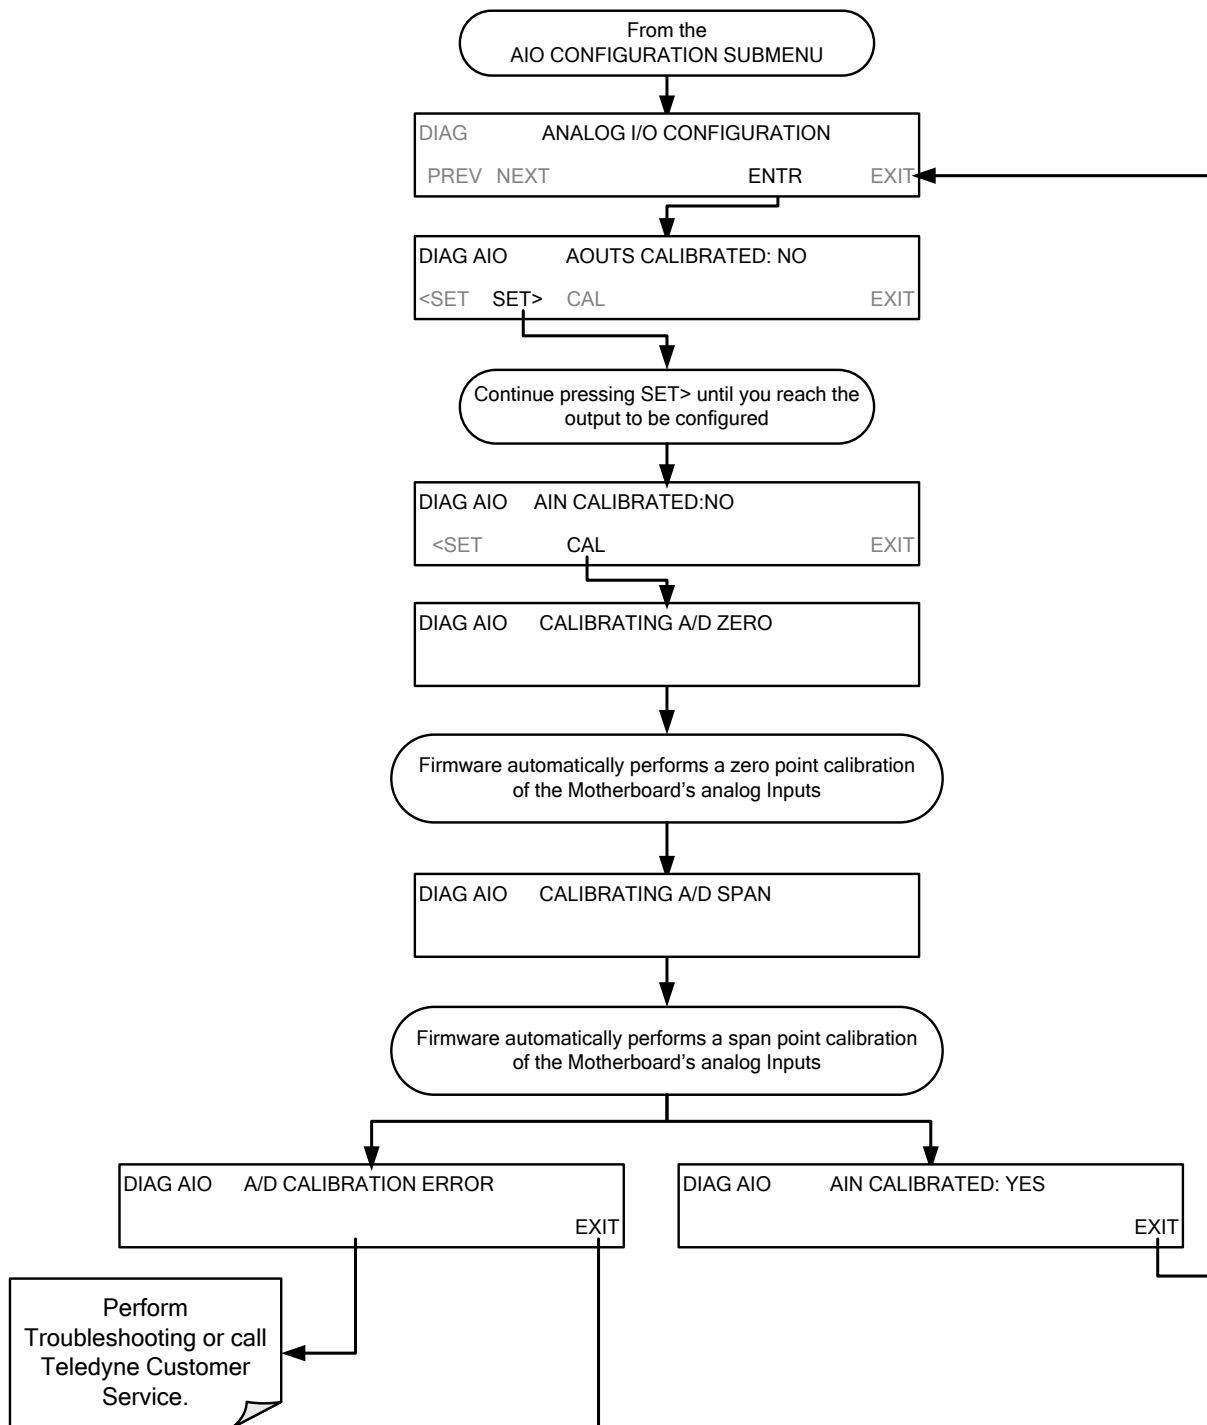 From the
AIO CONFIGURATION SUBMENU
DIAG ANALOG I/O CONFIGURATION
PREV NEXT ENTR EXIT
DIAG AIO AOUTS CALIBRATED: NO
<SET SET> CAL EXIT
Continue pressing SET> until you reach the
output to be configured
DIAG AIO AIN CALIBRATED:NO
<SET CAL EXIT
DIAG AIO CALIBRATING A/D ZERO
Firmware automatically performs a zero point calibration
of the Motherboard's analog Inputs
DIAG AIO CALIBRATING A/D SPAN
Firmware automatically performs a span point calibration
of the Motherboard's analog Inputs
DIAG AIO A/D CALIBRATION ERROR
EXIT
DIAG AIO AIN CALIBRATED: YES
EXIT
Perform
Troubleshooting or call
Teledyne Customer
Service.